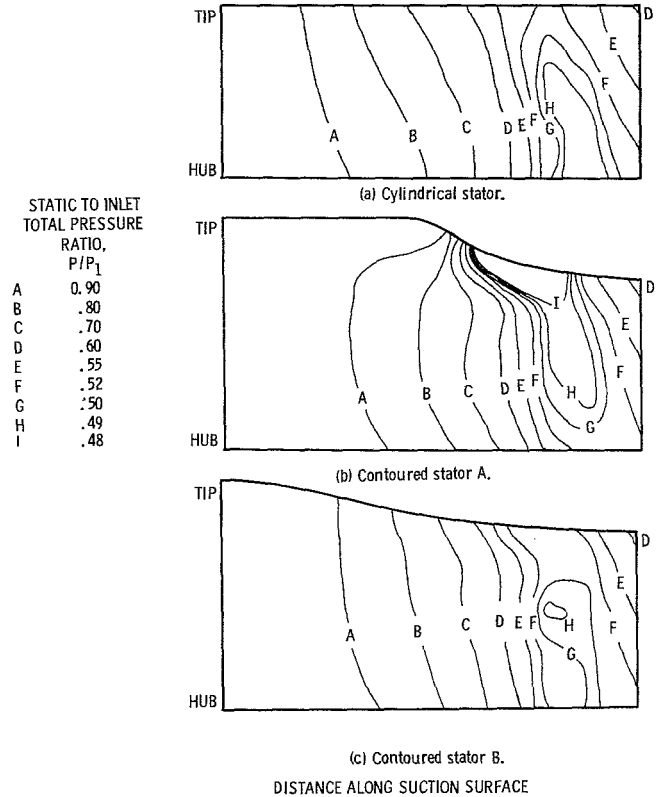 TIP
D
E
F
H
G
A
B
C
D
E
F
HUB
(a) Cylindrical stator.
STATIC TO INLET
TOTAL PRESSURE
RATIO,
P/P1
A 0.90
B .80
C .70
D .60
E .55
F .52
G .50
H .49
I .48
TIP
D
I
E
F
A
B
C
D
E
F
H
G
HUB
(b) Contoured stator A.
TIP
D
E
A
B
C
D
E
F
H
F
G
HUB
(c) Contoured stator B.
DISTANCE ALONG SUCTION SURFACE